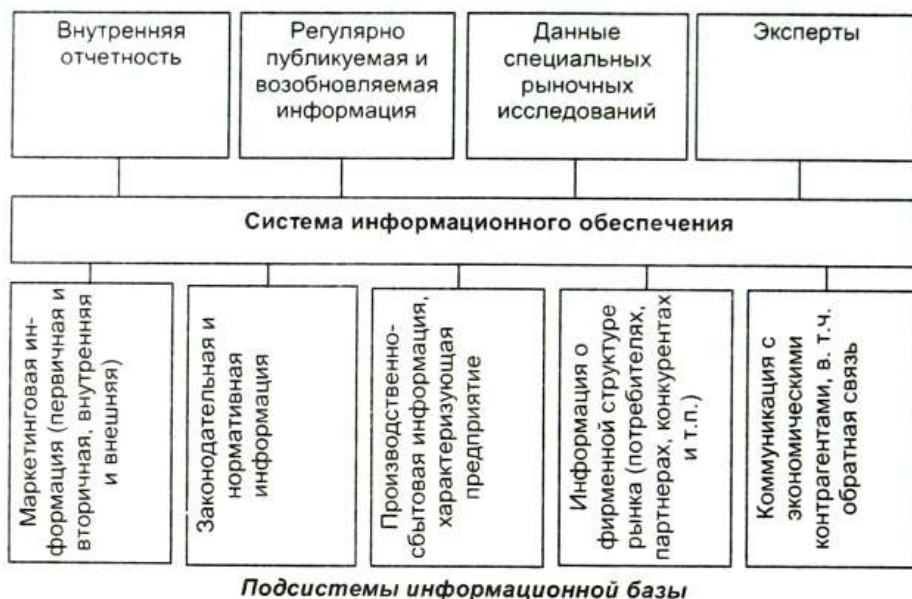 Внутренняя
отчетность
Регулярно
публикуемая и
возобновляемая
информация
Данные
специальных
рыночных
исследований
Эксперты
Система информационного обеспечения
Маркетинговая ин-
формация (первичная и
вторичная, внутренняя
и внешняя)
Законодательная и
нормативная
информация
Производственно-
сбытовая информация,
характеризующая
предприятие
Информация о
фирменной структуре
рынка (потребителях,
партнерах, конкурентах
и т.п.)
Коммуникация с
экономическими
контрагентами, в. т.ч.
обратная связь
Подсистемы информационной базы